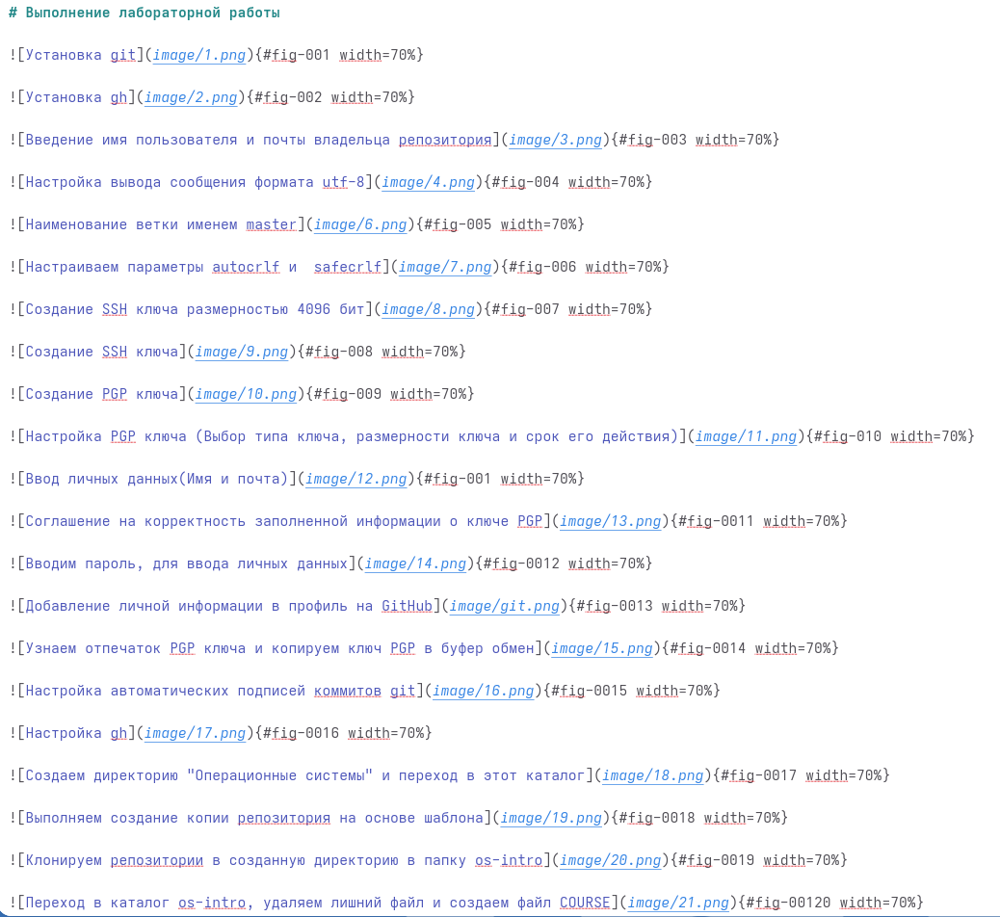 # Выполнение лабораторной работы
![Установка git](image/1.png){#fig-001 width=70%}
![Установка gh](image/2.png){#fig-002 width=70%}
![Введение имя пользователя и почты владельца репозитория](image/3.png){#fig-003 width=70%}
![Настройка вывода сообщения формата utf-8](image/4.png){#fig-004 width=70%}
![Наименование ветки именем master](image/6.png){#fig-005 width=70%}
![Настраиваем параметры autocrlf и  safecrlf](image/7.png){#fig-006 width=70%}
![Создание SSH ключа размерностью 4096 бит](image/8.png){#fig-007 width=70%}
![Создание SSH ключа](image/9.png){#fig-008 width=70%}
![Создание PGP ключа](image/10.png){#fig-009 width=70%}
![Настройка PGP ключа (Выбор типа ключа, размерности ключа и срок его действия)](image/11.png){#fig-010 width=70%}
![Ввод личных данных(Имя и почта)](image/12.png){#fig-001 width=70%}
![Соглашение на корректность заполненной информации о ключе PGP](image/13.png){#fig-0011 width=70%}
![Вводим пароль, для ввода личных данных](image/14.png){#fig-0012 width=70%}
![Добавление личной информации в профиль на GitHub](image/git.png){#fig-0013 width=70%}
![Узнаем отпечаток PGP ключа и копируем ключ PGP в буфер обмен](image/15.png){#fig-0014 width=70%}
![Настройка автоматических подписей коммитов git](image/16.png){#fig-0015 width=70%}
![Настройка gh](image/17.png){#fig-0016 width=70%}
![Создаем директорию "Операционные системы" и переход в этот каталог](image/18.png){#fig-0017 width=70%}
![Выполняем создание копии репозитория на основе шаблона](image/19.png){#fig-0018 width=70%}
![Клонируем репозитории в созданную директорию в папку os-intro](image/20.png){#fig-0019 width=70%}
![Переход в каталог os-intro, удаляем лишний файл и создаем файл COURSE](image/21.png){#fig-00120 width=70%}